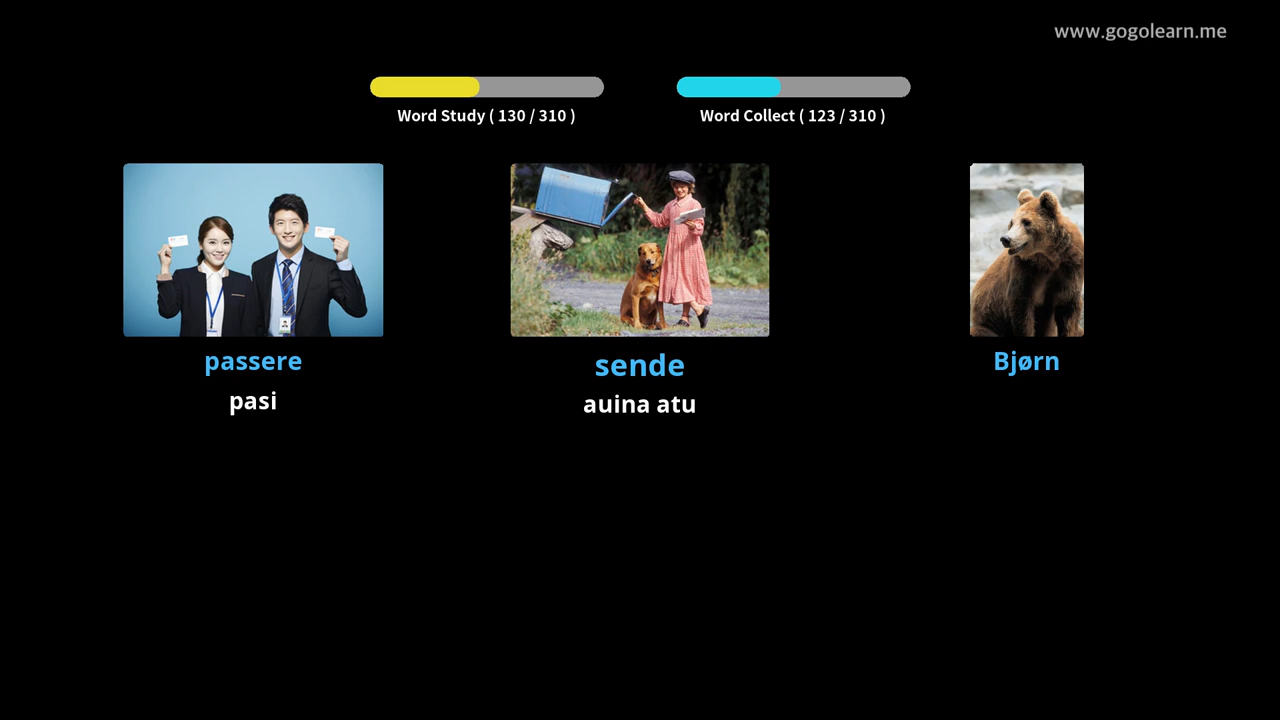 www.gogolearn.me
Word Study ( 130 / 310 )
Word Collect ( 123 / 310 )
passere
pasi
sende
auina atu
Bjørn